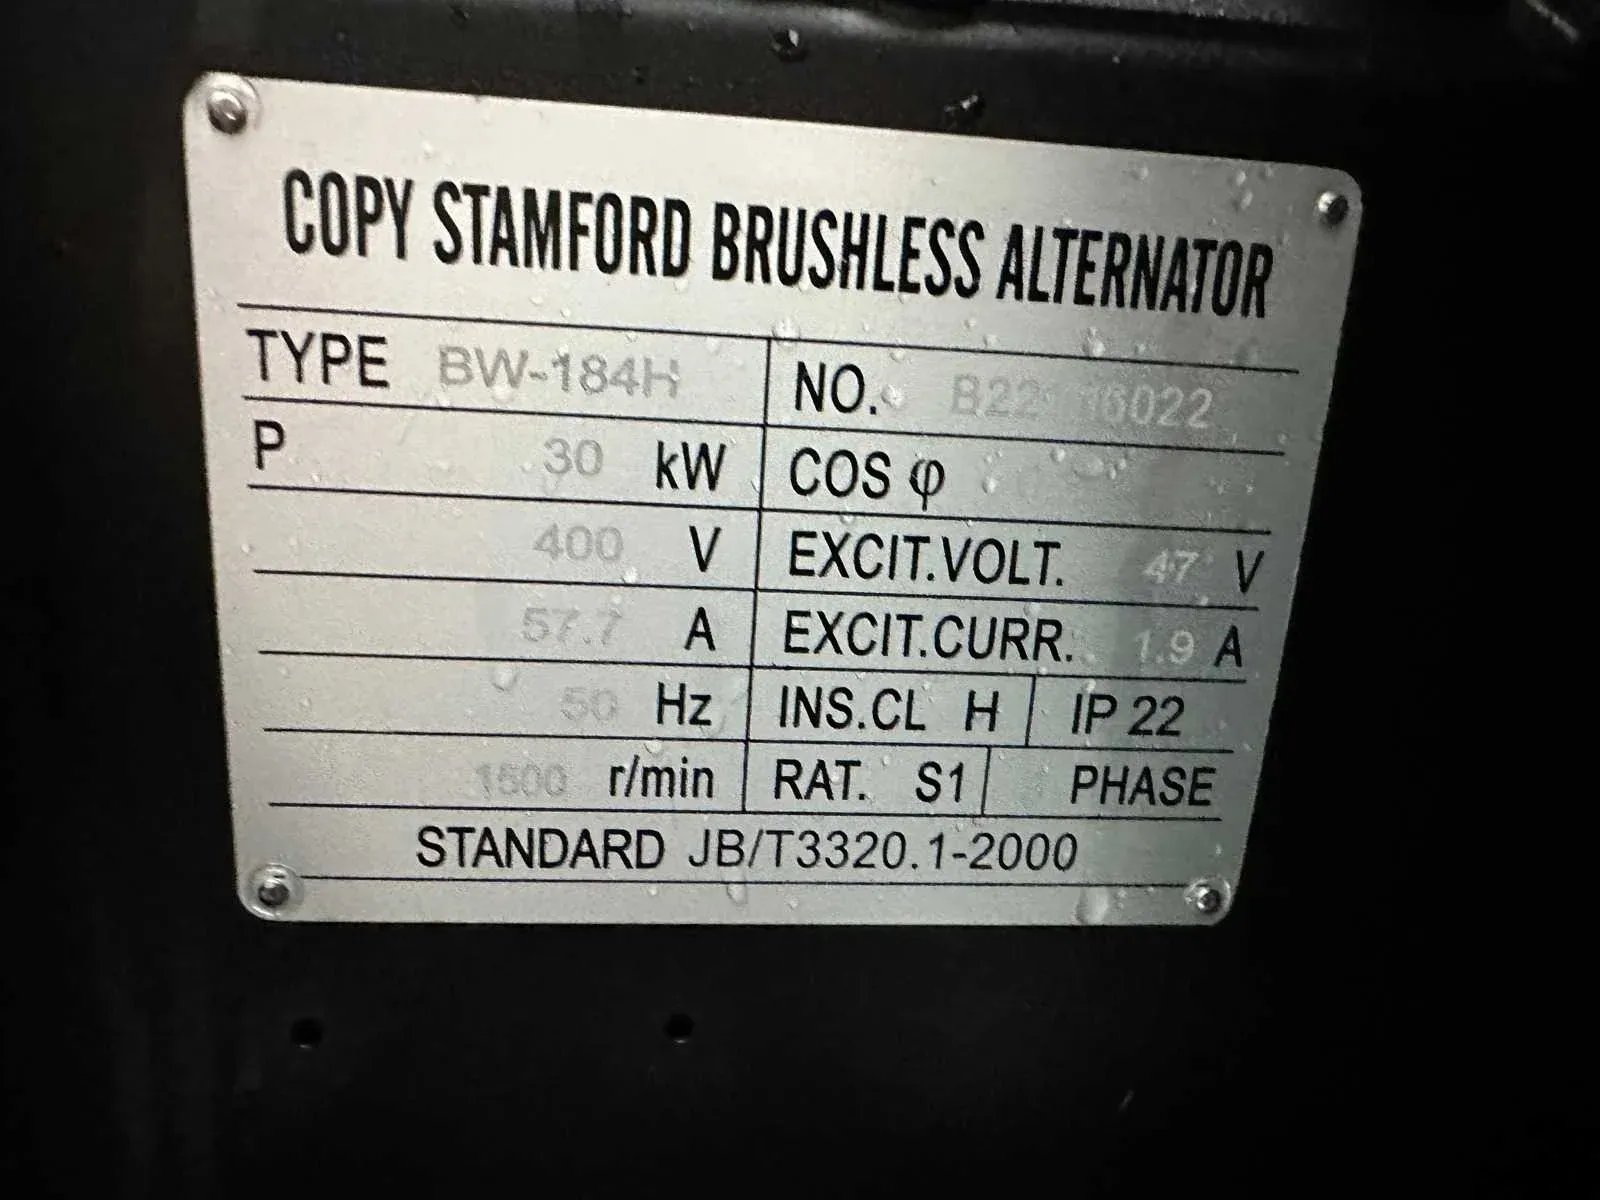 COPY STAMFORD BRUSHLESS ALTERNATOR
TYPE BW-184H NO.
P 30 kW COS φ
400 V EXCIT.VOLT. 47 V
57.7 A EXCIT.CURR. 1.9 A
50 Hz INS.CL H IP 22
1500 r/min RAT. S1 PHASE
STANDARD JB/T3320.1-2000